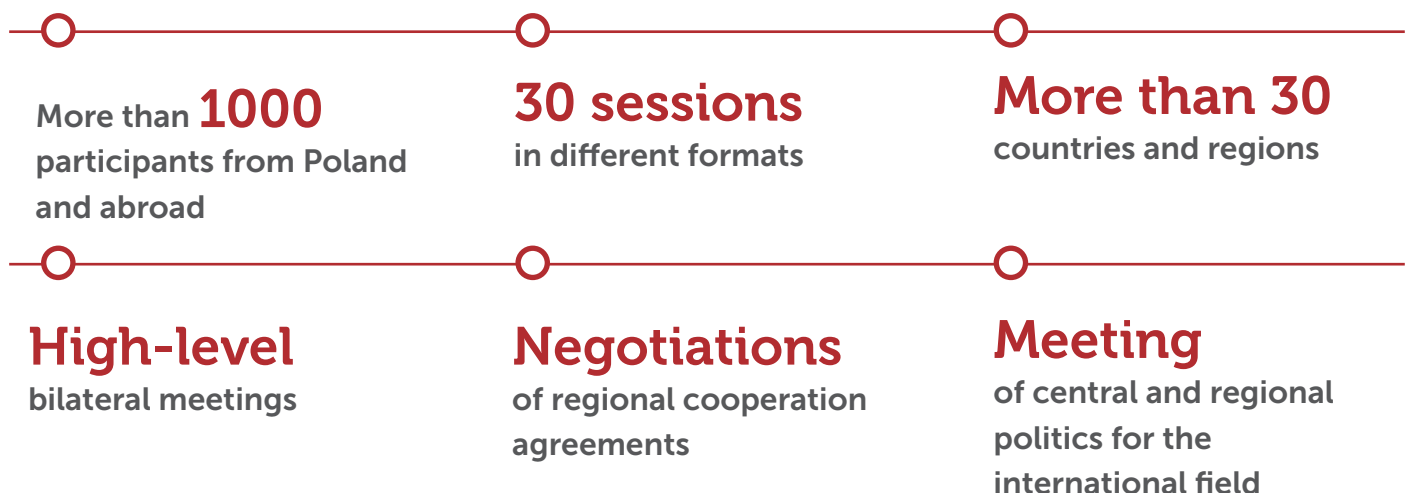 More than 1000
participants from Poland
and abroad
30 sessions
in different formats
More than 30
countries and regions
High-level
bilateral meetings
Negotiations
of regional cooperation
agreements
Meeting
of central and regional
politics for the
international field